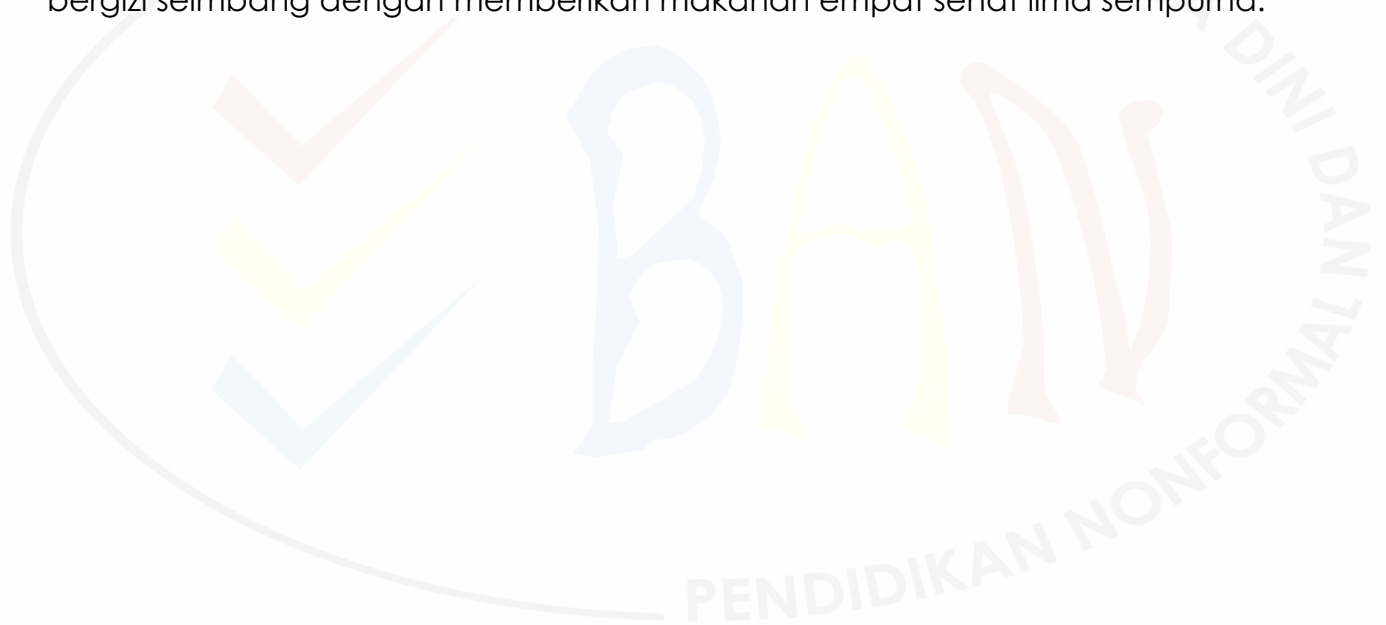 bergizi seimbang dengan memberikan makanan empat sehat lima sempurna.
BAN
DINI DAN
PENDIDIKAN NONFORMAL